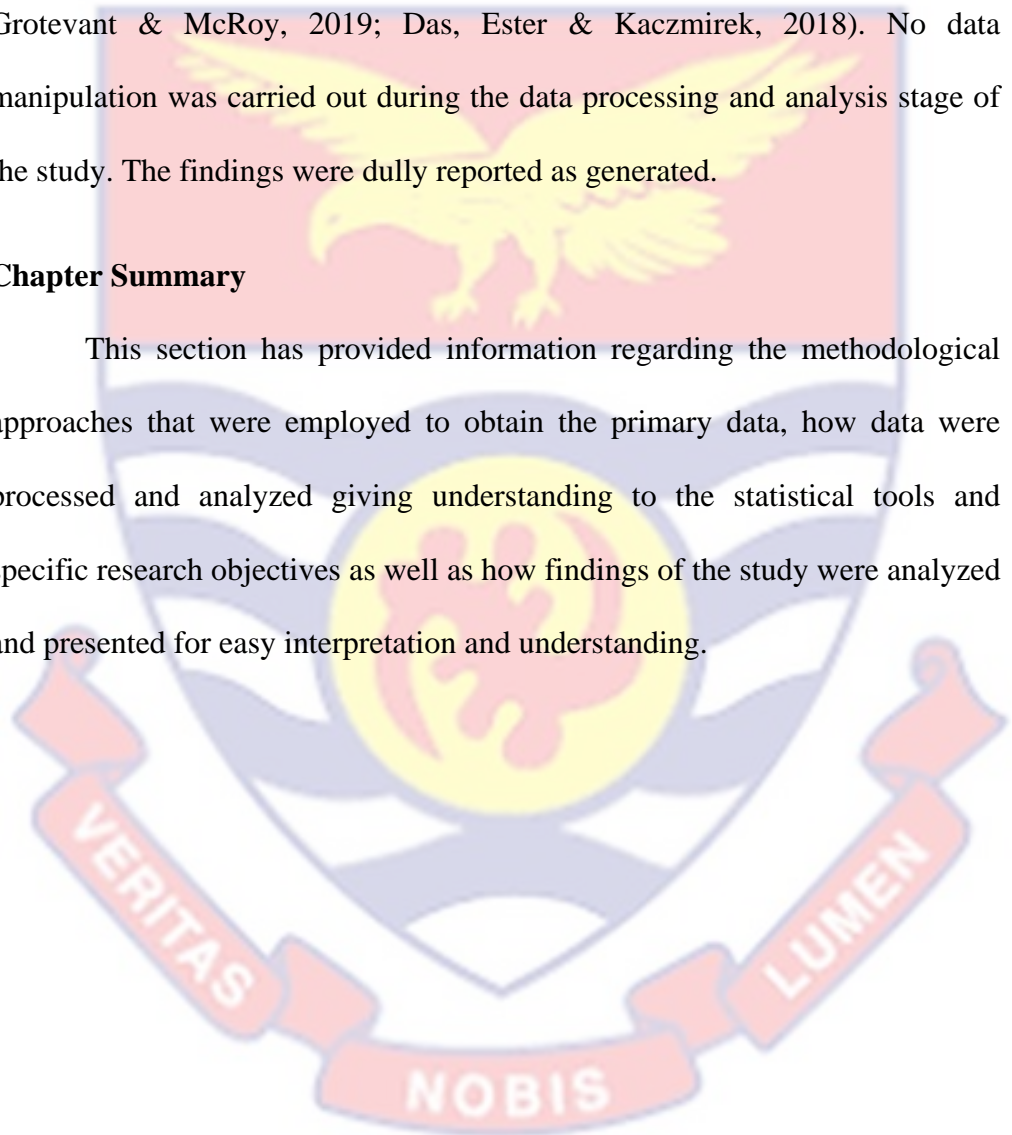 Grotevant & McRoy, 2019; Das, Ester & Kaczmirek, 2018). No data
manipulation was carried out during the data processing and analysis stage of
the study. The findings were dully reported as generated.
Chapter Summary
This section has provided information regarding the methodological
approaches that were employed to obtain the primary data, how data were
processed and analyzed giving understanding to the statistical tools and
specific research objectives as well as how findings of the study were analyzed
and presented for easy interpretation and understanding.
VERITAS
NOBIS
LUMEN